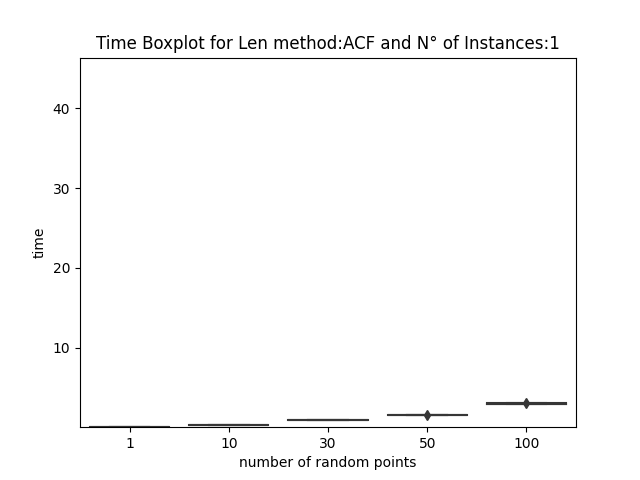 Time Boxplot for Len method:ACF and N° of Instances:1
40
30
20
10
time
1 10 30 50 100
number of random points